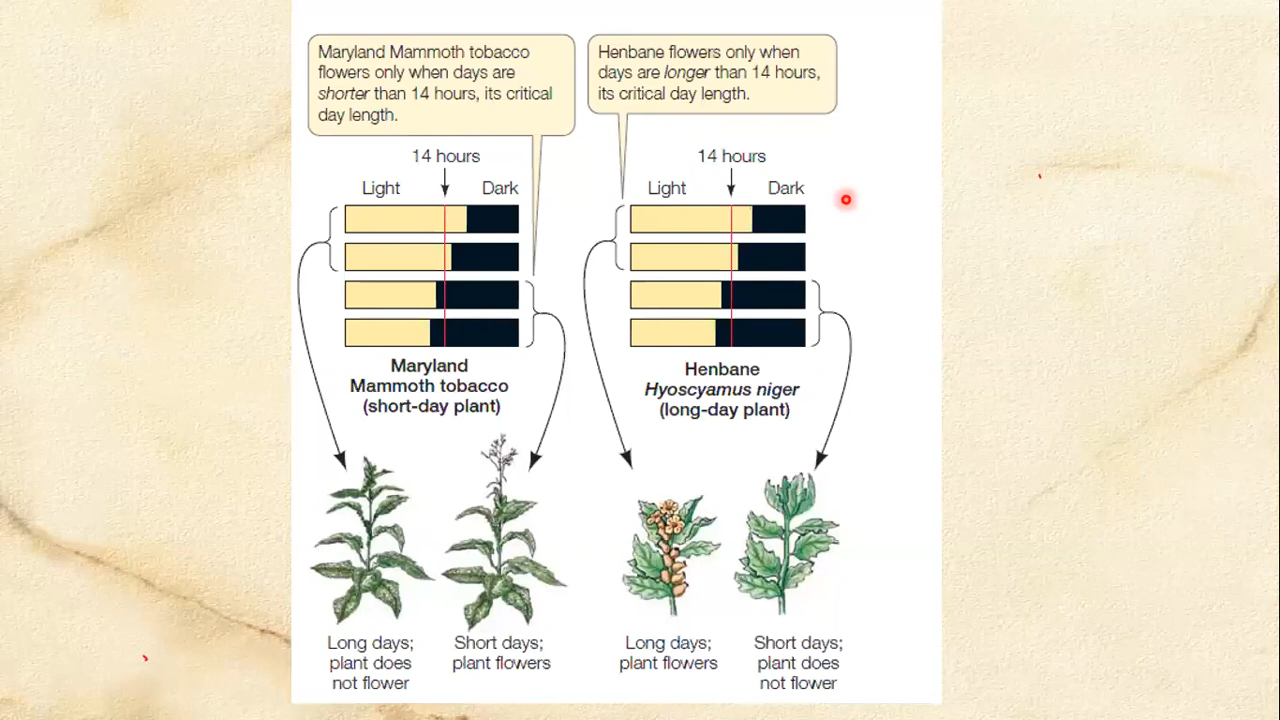 Maryland Mammoth tobacco
flowers only when days are
shorter than 14 hours, its critical
day length.
Henbane flowers only when
days are longer than 14 hours,
its critical day length.
14 hours
Light
Dark
14 hours
Light
Dark
Maryland
Mammoth tobacco
(short-day plant)
Henbane
Hyoscyamus niger
(long-day plant)
Long days;
plant does
not flower
Short days;
plant flowers
Long days;
plant flowers
Short days;
plant does
not flower